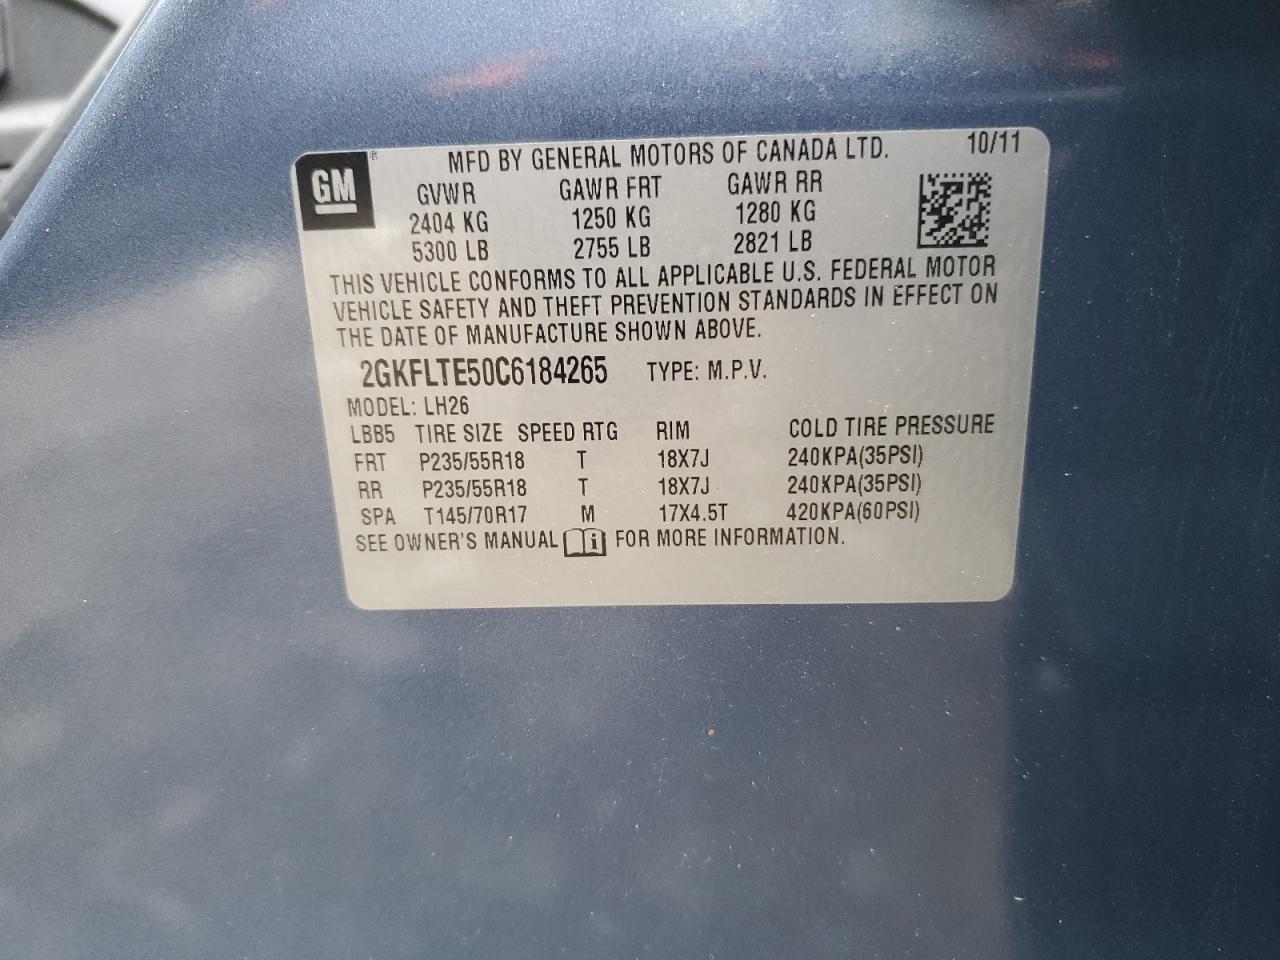 GM ® MFD BY GENERAL MOTORS OF CANADA LTD. 10/11
GVWR GAWR FRT GAWR RR
2404 KG 1250 KG 1280 KG
5300 LB 2755 LB 2821 LB
THIS VEHICLE CONFORMS TO ALL APPLICABLE U.S. FEDERAL MOTOR
VEHICLE SAFETY AND THEFT PREVENTION STANDARDS IN EFFECT ON
THE DATE OF MANUFACTURE SHOWN ABOVE.
2GKFLTE50C6184265 TYPE: M.P.V.
MODEL: LH26
LBB5 TIRE SIZE SPEED RTG RIM COLD TIRE PRESSURE
FRT P235/55R18 T 18X7J 240KPA(35PSI)
RR P235/55R18 T 18X7J 240KPA(35PSI)
SPA T145/70R17 M 17X4.5T 420KPA(60PSI)
SEE OWNER'S MANUAL i FOR MORE INFORMATION.